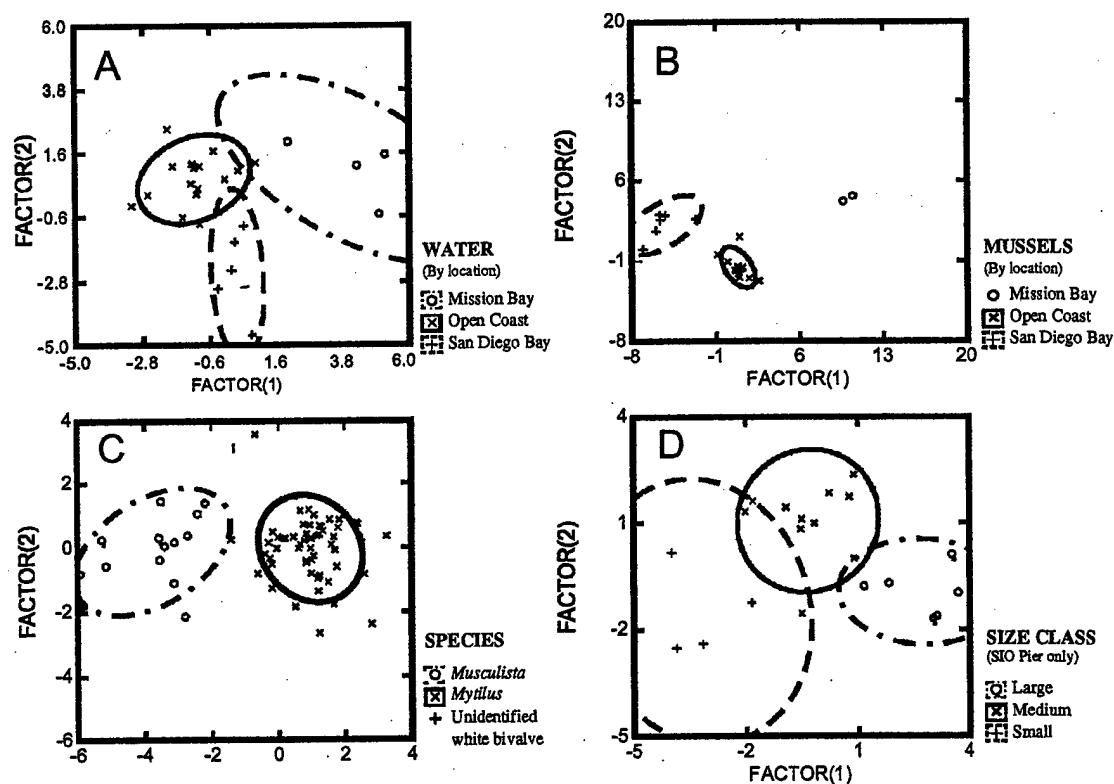 A
6.0
3.8
1.6
-0.6
-2.8
-5.0
FACTOR(2)
-5.0 -2.8 -0.6 1.6 3.8 6.0
FACTOR(1)
WATER
(By location)
Mission Bay
Open Coast
San Diego Bay
B
20
13
6
-1
-8
FACTOR(2)
-8 -1 6 13 20
FACTOR(1)
MUSSELS
(By location)
Mission Bay
Open Coast
San Diego Bay
C
4
2
0
-2
-4
-6
FACTOR(2)
-6 -4 -2 0 2 4
SPECIES
Musculista
Mytilus
Unidentified
white bivalve
D
4
1
-2
-5
FACTOR(2)
-5 -2 1 4
FACTOR(1)
SIZE CLASS
(SIO Pier only)
Large
Medium
Small